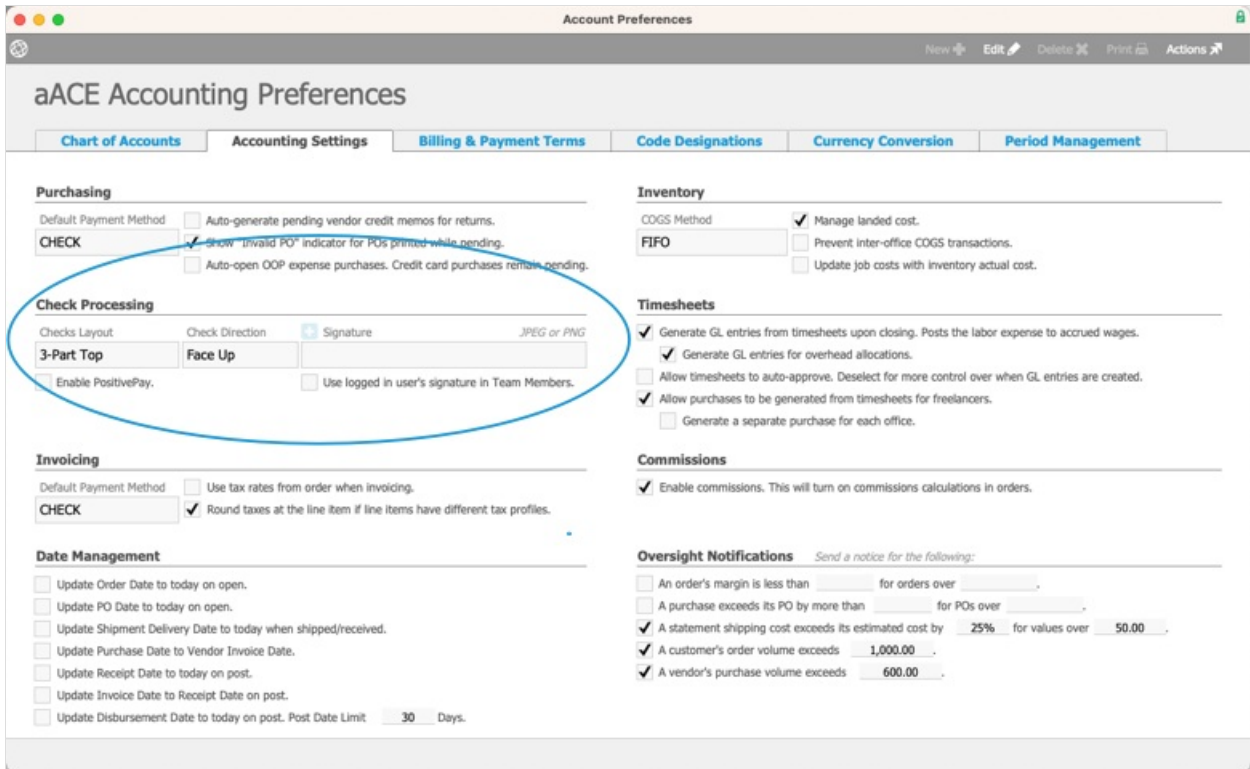 Account Preferences
New Edit Delete Print Actions
aACE Accounting Preferences
Chart of Accounts Accounting Settings Billing & Payment Terms Code Designations Currency Conversion Period Management
Purchasing
Default Payment Method
CHECK
Auto-generate pending vendor credit memos for returns.
Show "Invalid PO" indicator for POs printed while pending.
Auto-open OOP expense purchases. Credit card purchases remain pending.
Check Processing
Checks Layout Check Direction Signature JPEG or PNG
3-Part Top Face Up
Enable PositivePay. Use logged in user's signature in Team Members.
Invoicing
Default Payment Method
CHECK
Use tax rates from order when invoicing.
Round taxes at the line item if line items have different tax profiles.
Date Management
Update Order Date to today on open.
Update PO Date to today on open.
Update Shipment Delivery Date to today when shipped/received.
Update Purchase Date to Vendor Invoice Date.
Update Receipt Date to today on post.
Update Invoice Date to Receipt Date on post.
Update Disbursement Date to today on post. Post Date Limit 30 Days.
Inventory
COGS Method
FIFO
Manage landed cost.
Prevent inter-office COGS transactions.
Update job costs with inventory actual cost.
Timesheets
Generate GL entries from timesheets upon closing. Posts the labor expense to accrued wages.
Generate GL entries for overhead allocations.
Allow timesheets to auto-approve. Deselect for more control over when GL entries are created.
Allow purchases to be generated from timesheets for freelancers.
Generate a separate purchase for each office.
Commissions
Enable commissions. This will turn on commissions calculations in orders.
Oversight Notifications Send a notice for the following:
An order's margin is less than for orders over .
A purchase exceeds its PO by more than for POs over .
A statement shipping cost exceeds its estimated cost by 25% for values over 50.00 .
A customer's order volume exceeds 1,000.00 .
A vendor's purchase volume exceeds 600.00 .